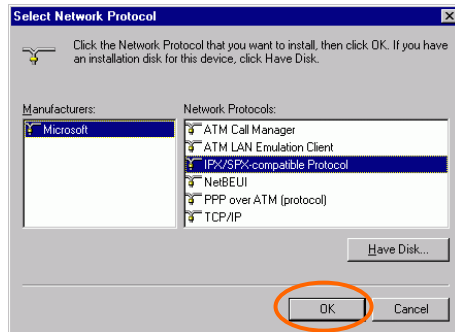 Select Network Protocol
Click the Network Protocol that you want to install, then click OK. If you have
an installation disk for this device, click Have Disk.
Manufacturers:
Microsoft
Network Protocols:
ATM Call Manager
ATM LAN Emulation Client
IPX/SPX-compatible Protocol
NetBEUI
PPP over ATM (protocol)
TCP/IP
Have Disk...
OK
Cancel